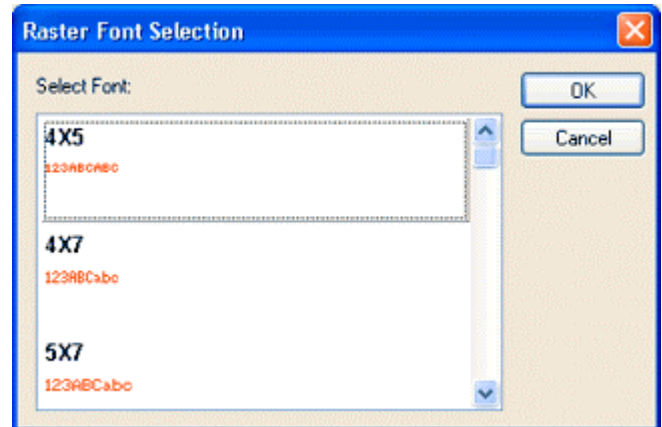 Raster Font Selection
Select Font:
OK
Cancel
4X5
123ABCABC
4X7
123ABCabc
5X7
123ABCabc